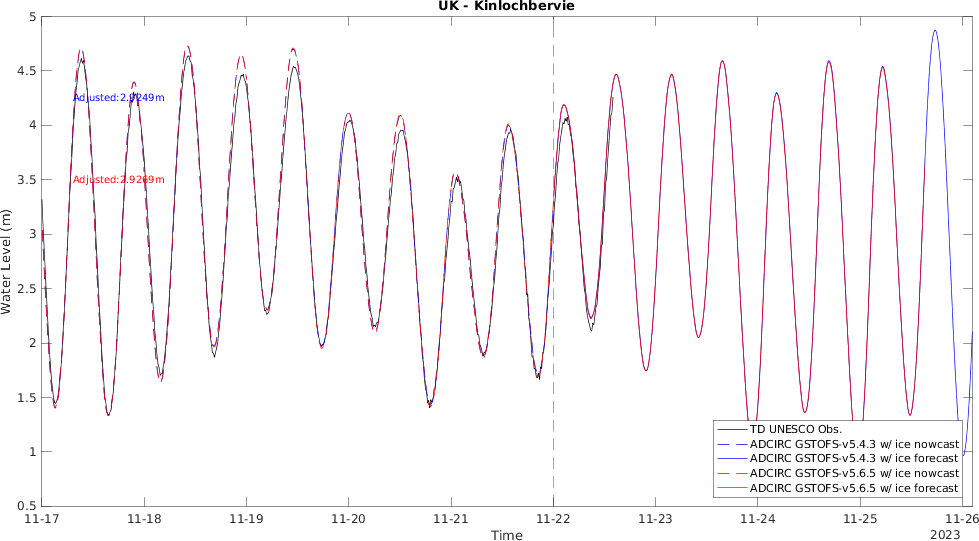 UK - Kinlochbervie
5
4.5
4
3.5
3
2.5
2
1.5
1
0.5
Water Level (m)
Adjusted:2.9249m
Adjusted:2.9269m
TD UNESCO Obs.
ADCIRC GSTOFS-v5.4.3 w/ ice nowcast
ADCIRC GSTOFS-v5.4.3 w/ ice forecast
ADCIRC GSTOFS-v5.6.5 w/ ice nowcast
ADCIRC GSTOFS-v5.6.5 w/ ice forecast
11-17 11-18 11-19 11-20 11-21 11-22 11-23 11-24 11-25 11-26
Time
2023